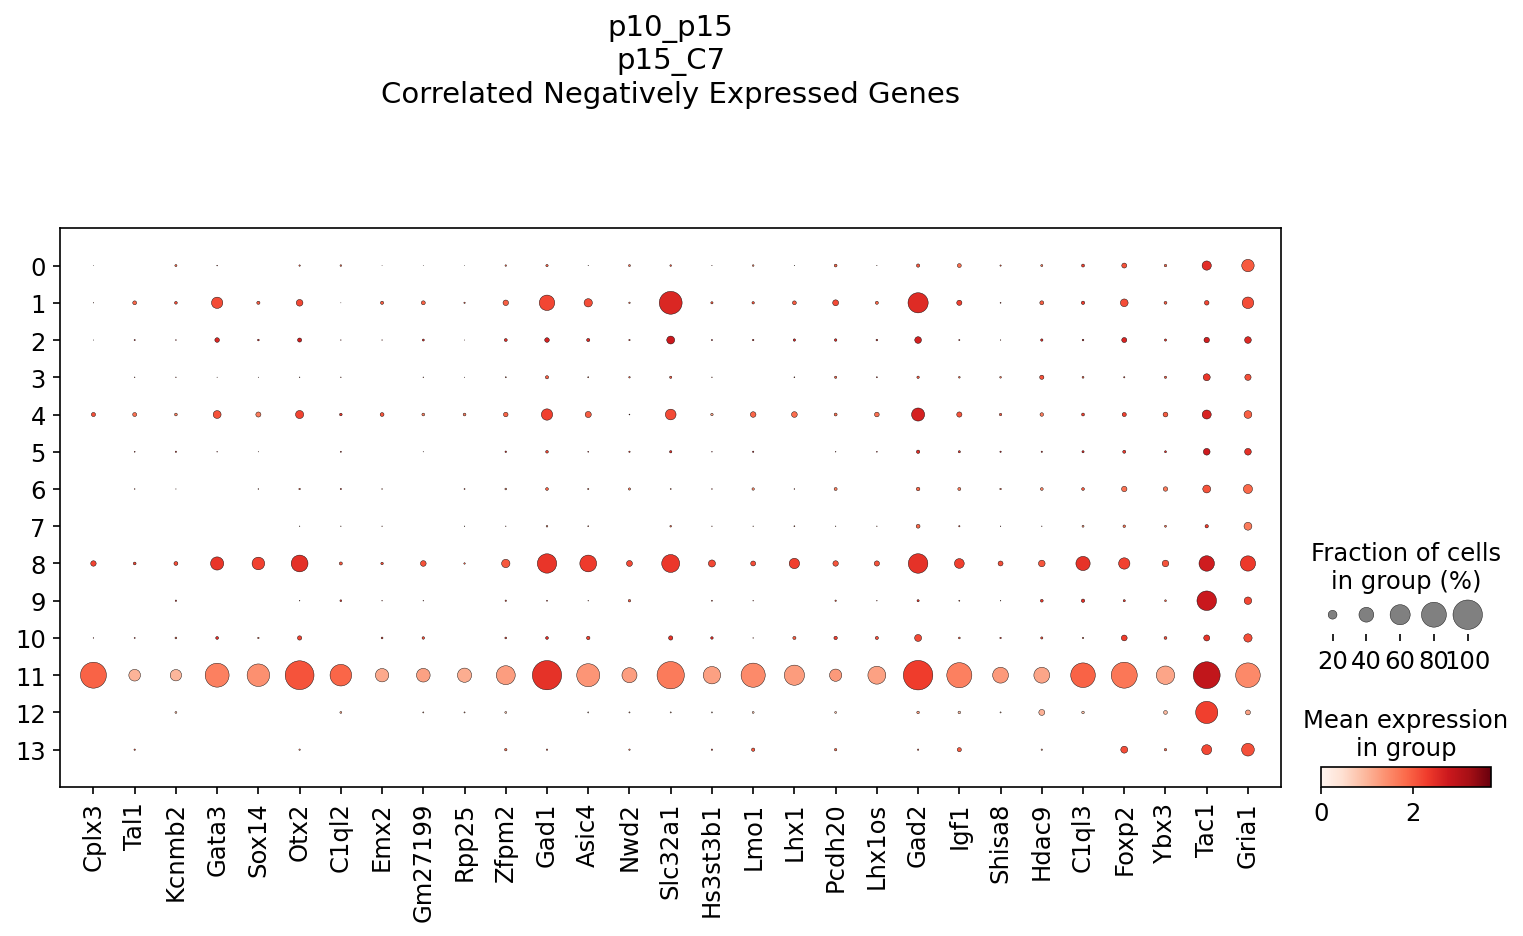 p10_p15
p15_C7
Correlated Negatively Expressed Genes
0
1
2
3
4
5
6
7
8
9
10
11
12
13
Cplx3
Tal1
Kcnmb2
Gata3
Sox14
Otx2
C1ql2
Emx2
Gm27199
Rpp25
Zfpm2
Gad1
Asic4
Nwd2
Slc32a1
Hs3st3b1
Lmo1
Lhx1
Pcdh20
Lhx1os
Gad2
Igf1
Shisa8
Hdac9
C1ql3
Foxp2
Ybx3
Tac1
Gria1
Fraction of cells
in group (%)
20 40 60 80 100
Mean expression
in group
0 2